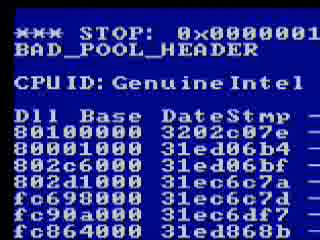 *** STOP: 0x0000001
BAD_POOL_HEADER
CPUID: GenuineIntel
Dll Base DateStmp -
80100000 3202c07e -
80001000 31ed06b4 -
802c6000 31ed06bf -
802d1000 31ec6c7a -
fc698000 31ec6c7d -
fc90a000 31ec6df7 -
fc864000 31ed868b -